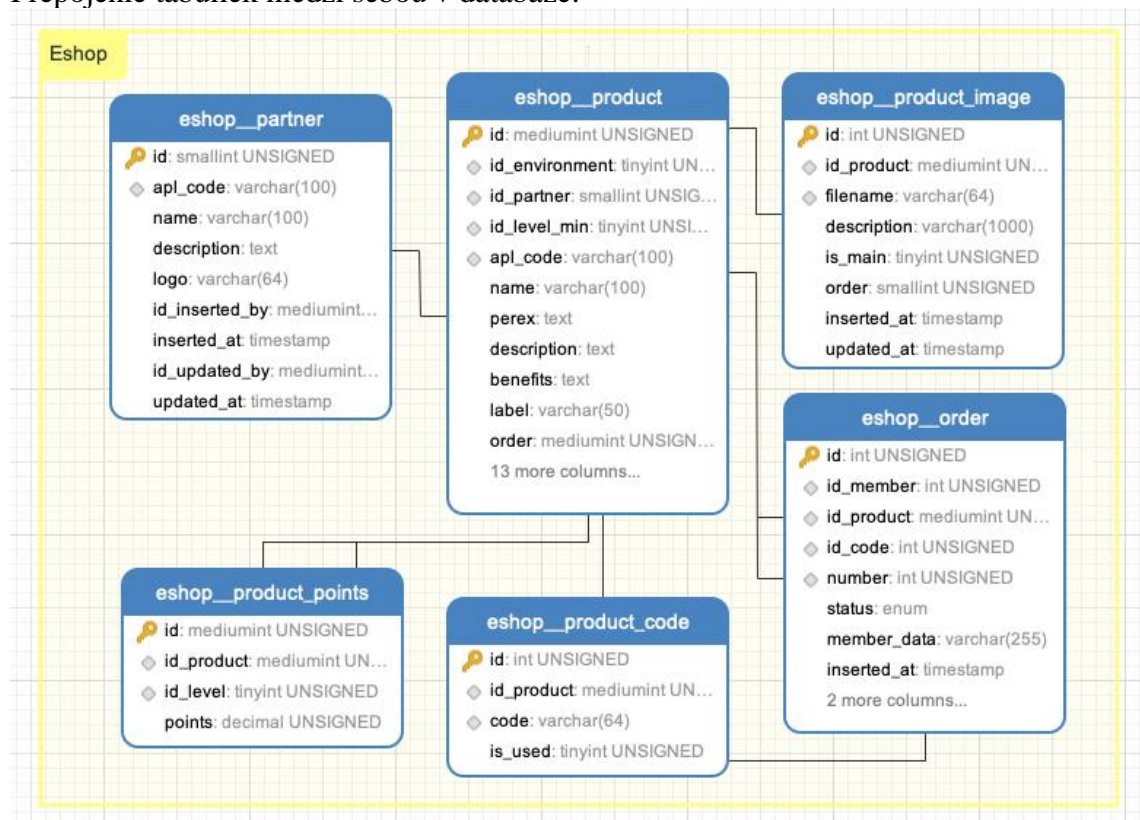 Prepojenie tabuliek medzi sebou v databáze:
Eshop
eshop__partner
id: smallint UNSIGNED
apl_code: varchar(100)
name: varchar(100)
description: text
logo: varchar(64)
id_inserted_by: mediumint...
inserted_at: timestamp
id_updated_by: mediumint...
updated_at: timestamp
eshop__product
id: mediumint UNSIGNED
id_environment: tinyint UN...
id_partner: smallint UNSIG...
id_level_min: tinyint UNSI...
apl_code: varchar(100)
name: varchar(100)
perex: text
description: text
benefits: text
label: varchar(50)
order: mediumint UNSIGN...
13 more columns...
eshop__product_image
id: int UNSIGNED
id_product: mediumint UN...
filename: varchar(64)
description: varchar(1000)
is_main: tinyint UNSIGNED
order: smallint UNSIGNED
inserted_at: timestamp
updated_at: timestamp
eshop__order
id: int UNSIGNED
id_member: int UNSIGNED
id_product: mediumint UN...
id_code: int UNSIGNED
number: int UNSIGNED
status: enum
member_data: varchar(255)
inserted_at: timestamp
2 more columns...
eshop__product_points
id: mediumint UNSIGNED
id_product: mediumint UN...
id_level: tinyint UNSIGNED
points: decimal UNSIGNED
eshop__product_code
id: int UNSIGNED
id_product: mediumint UN...
code: varchar(64)
is_used: tinyint UNSIGNED